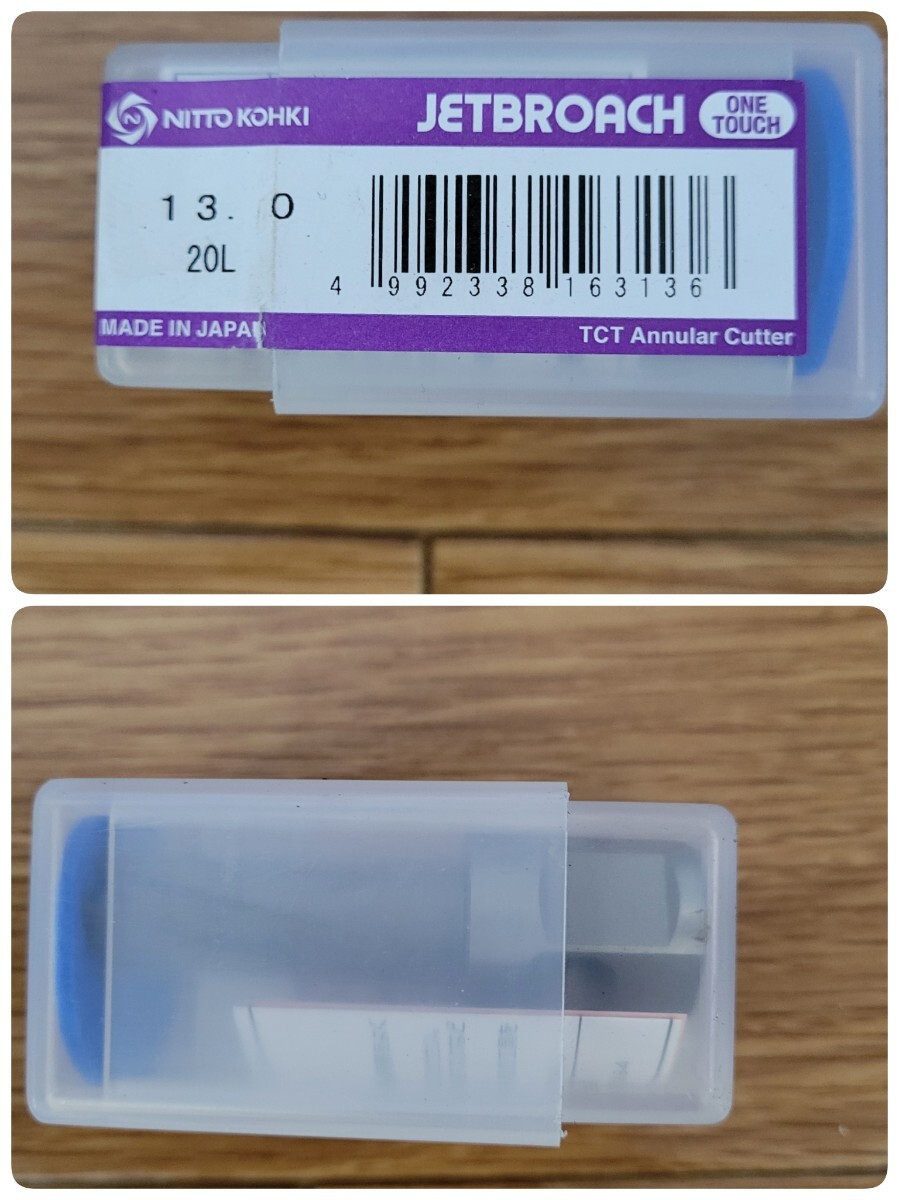 NITTO KOHKI
JETBROACH
ONE
TOUCH
13.0
20L
4 992338 163136
MADE IN JAPAN
TCT Annular Cutter